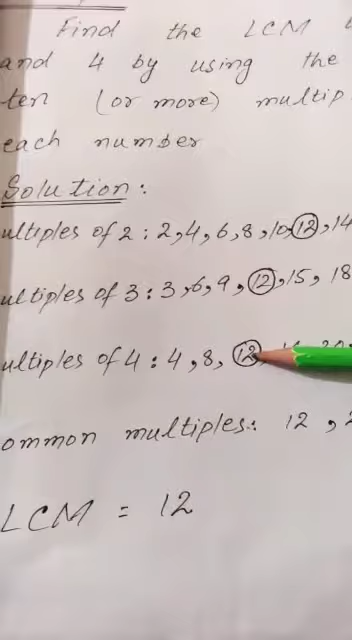 Find the LCM
and 4 by using the
ten (or more) multip
each number
Solution:
ultiples of 2 : 2,4,6,8,10,12,14
ultiples of 3 : 3,6,9,12,15,18
ultiples of 4 : 4,8,12,
ommon multiples: 12,
LCM = 12